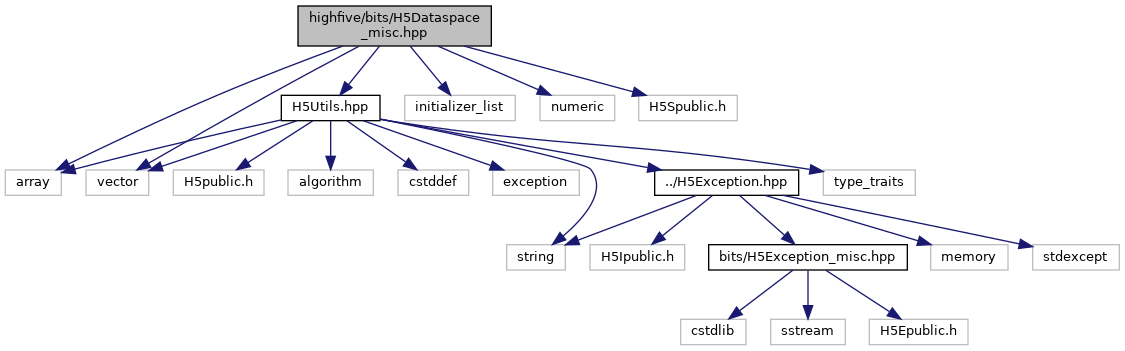 highfive/bits/H5Dataspace
_misc.hpp
H5Utils.hpp
initializer_list
numeric
H5Spublic.h
array
vector
H5public.h
algorithm
cstddef
exception
../H5Exception.hpp
type_traits
string
H5Ipublic.h
bits/H5Exception_misc.hpp
memory
stdexcept
cstdlib
sstream
H5Epublic.h